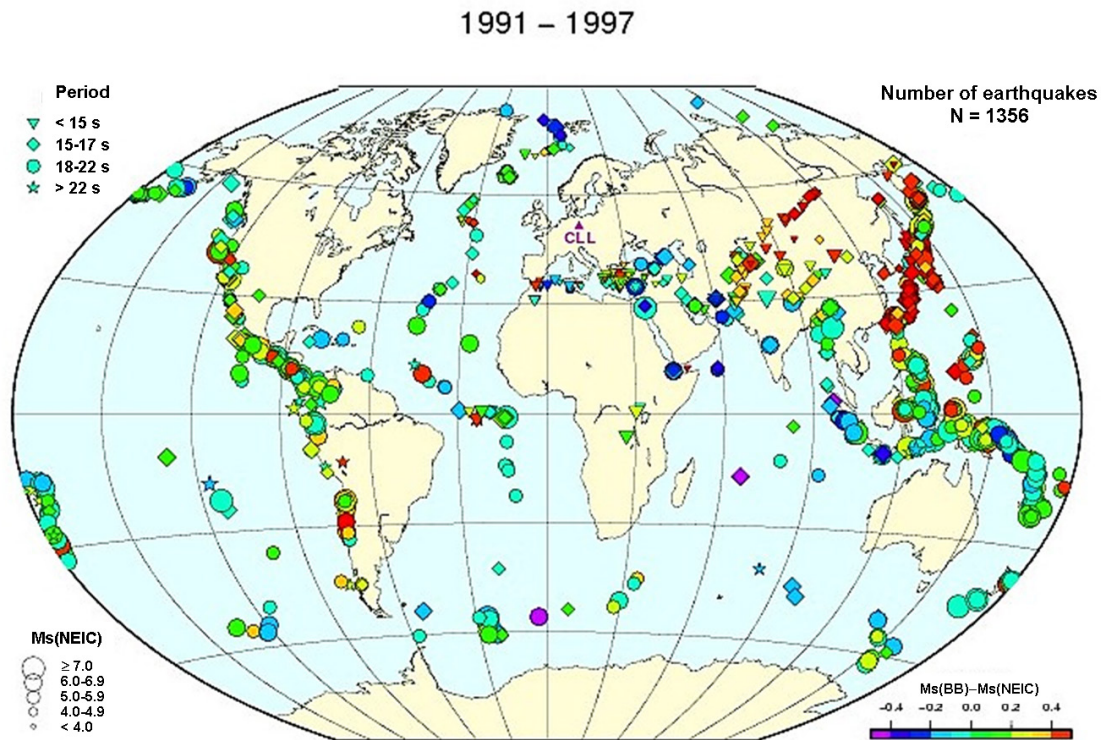 1991 – 1997
Period
< 15 s
15-17 s
18-22 s
> 22 s
Number of earthquakes
N = 1356
CLL
Ms(NEIC)
≥ 7.0
6.0-6.9
5.0-5.9
4.0-4.9
< 4.0
Ms(BB)–Ms(NEIC)
-0.4 -0.2 0.0 0.2 0.4